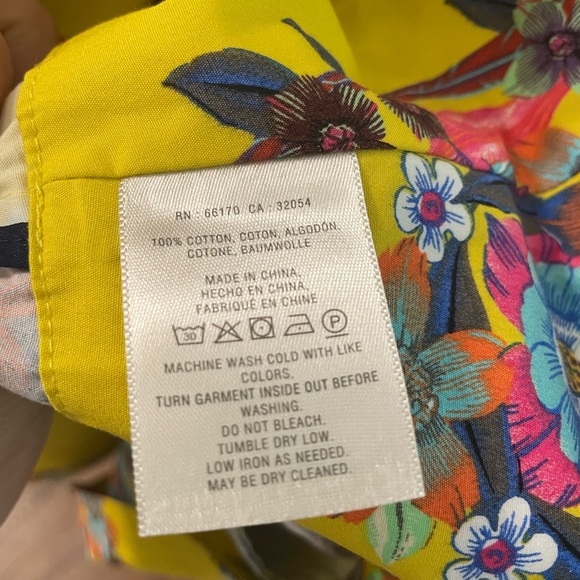 RN - 66170 CA : 32054
100% COTTON, COTON, ALGODÓN,
COTONE, BAUMWOLLE
MADE IN CHINA,
HECHO EN CHINA,
FABRIQUÉ EN CHINE
30 P
MACHINE WASH COLD WITH LIKE
COLORS.
TURN GARMENT INSIDE OUT BEFORE
WASHING.
DO NOT BLEACH.
TUMBLE DRY LOW.
LOW IRON AS NEEDED.
MAY BE DRY CLEANED.